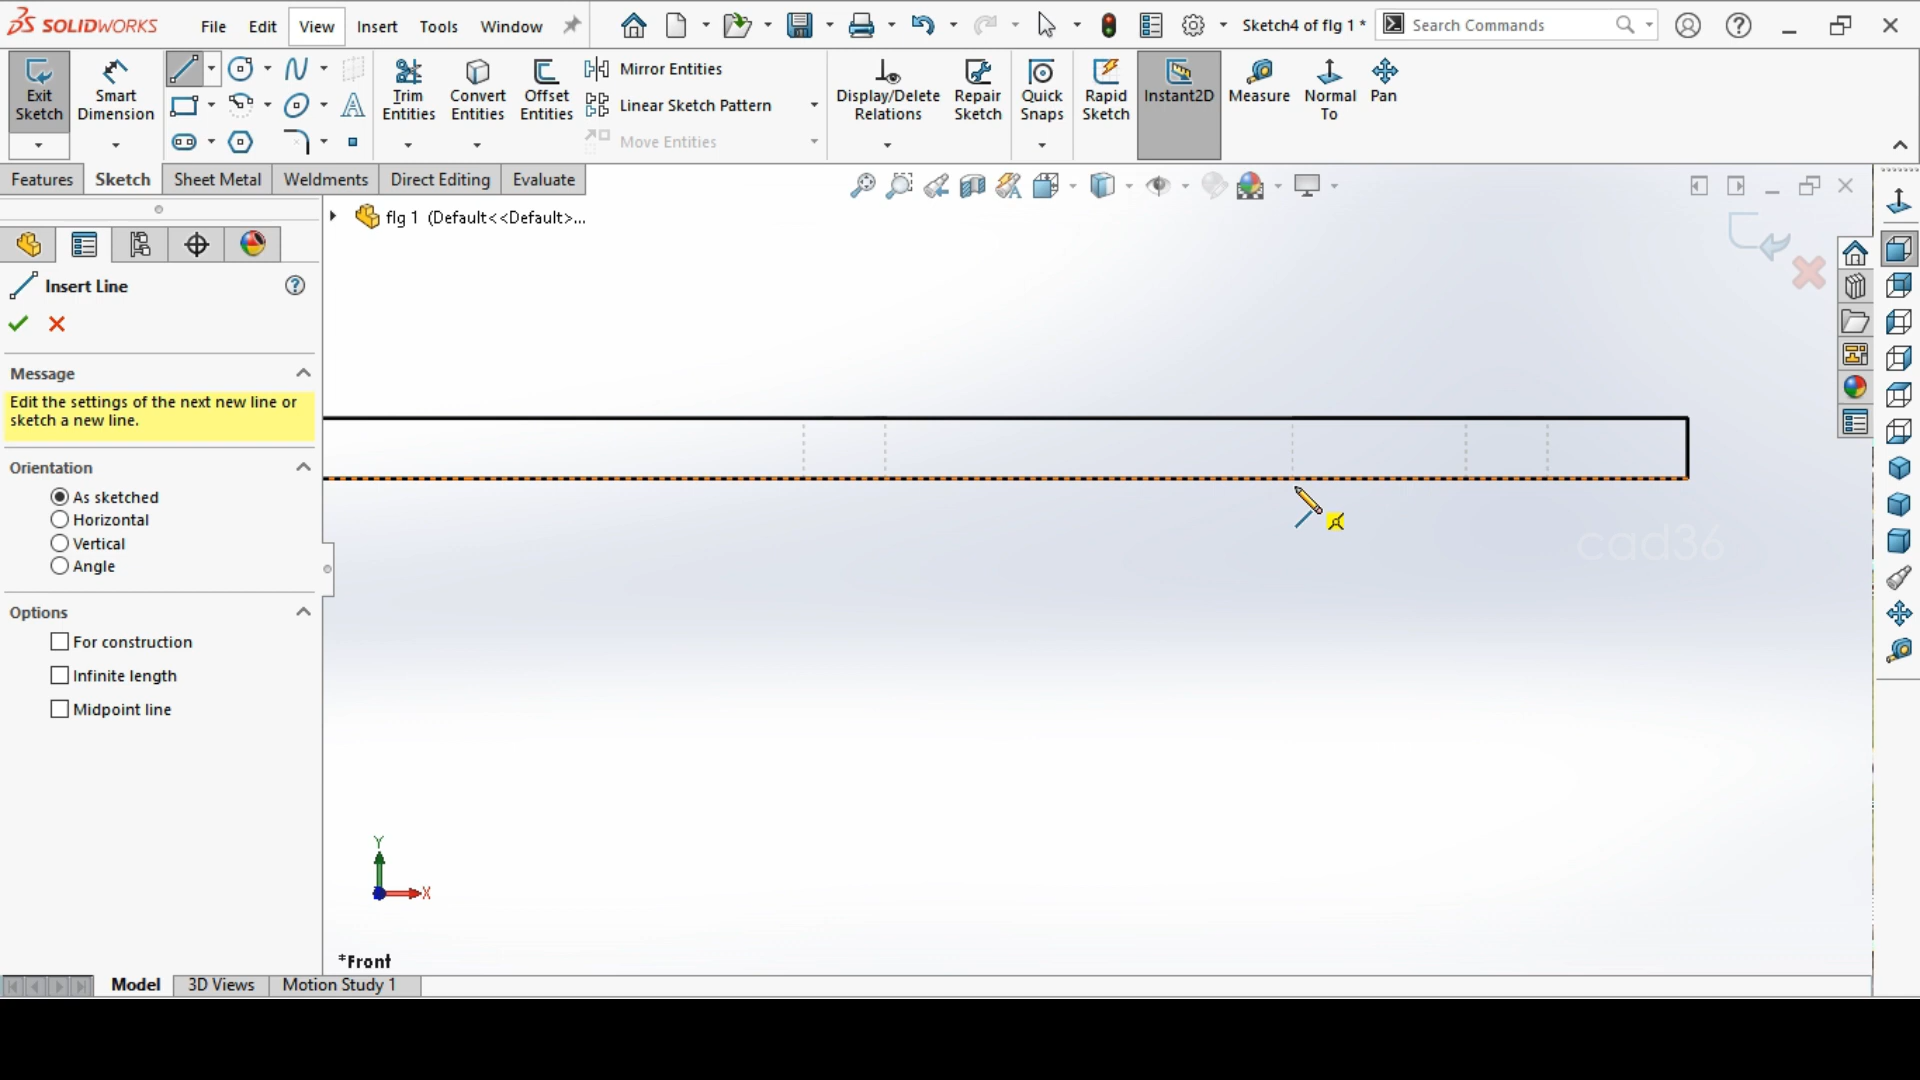 SOLIDWORKS File Edit View Insert Tools Window Sketch4 of flg 1 * Search Commands
Exit Sketch
Smart Dimension
Trim Entities
Convert Entities
Offset Entities
Mirror Entities
Linear Sketch Pattern
Move Entities
Display/Delete Relations
Repair Sketch
Quick Snaps
Rapid Sketch
Instant2D
Measure
Normal To
Pan
Features Sketch Sheet Metal Weldments Direct Editing Evaluate
flg 1 (Default<<Default>...
Insert Line
Message
Edit the settings of the next new line or
sketch a new line.
Orientation
As sketched
Horizontal
Vertical
Angle
Options
For construction
Infinite length
Midpoint line
cad36
Y
X
*Front
Model 3D Views Motion Study 1